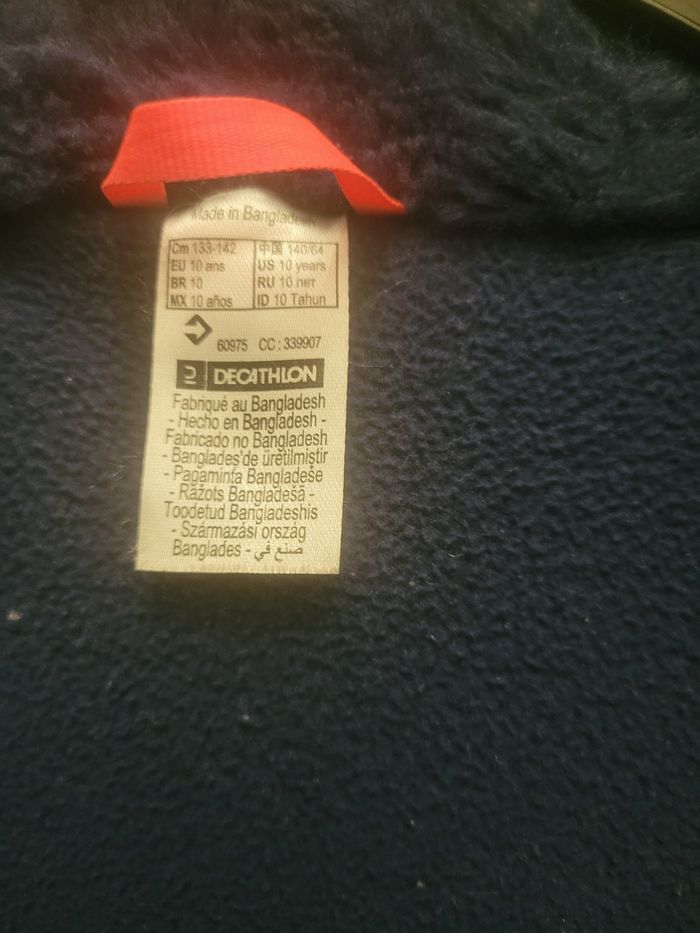 Made in Bangladesh
Cm 133-142 中国 140/64
EU 10 ans US 10 years
BR 10 RU 10 лет
MX 10 años ID 10 Tahun
60975 CC : 339907
DECATHLON
Fabriqué au Bangladesh
- Hecho en Bangladesh -
Fabricado no Bangladesh
- Banglades'de üretilmiştir
- Pagaminta Bangladeše
- Ražots Bangladešā -
Toodetud Bangladeshis
- Származási ország
Banglades - صنع في